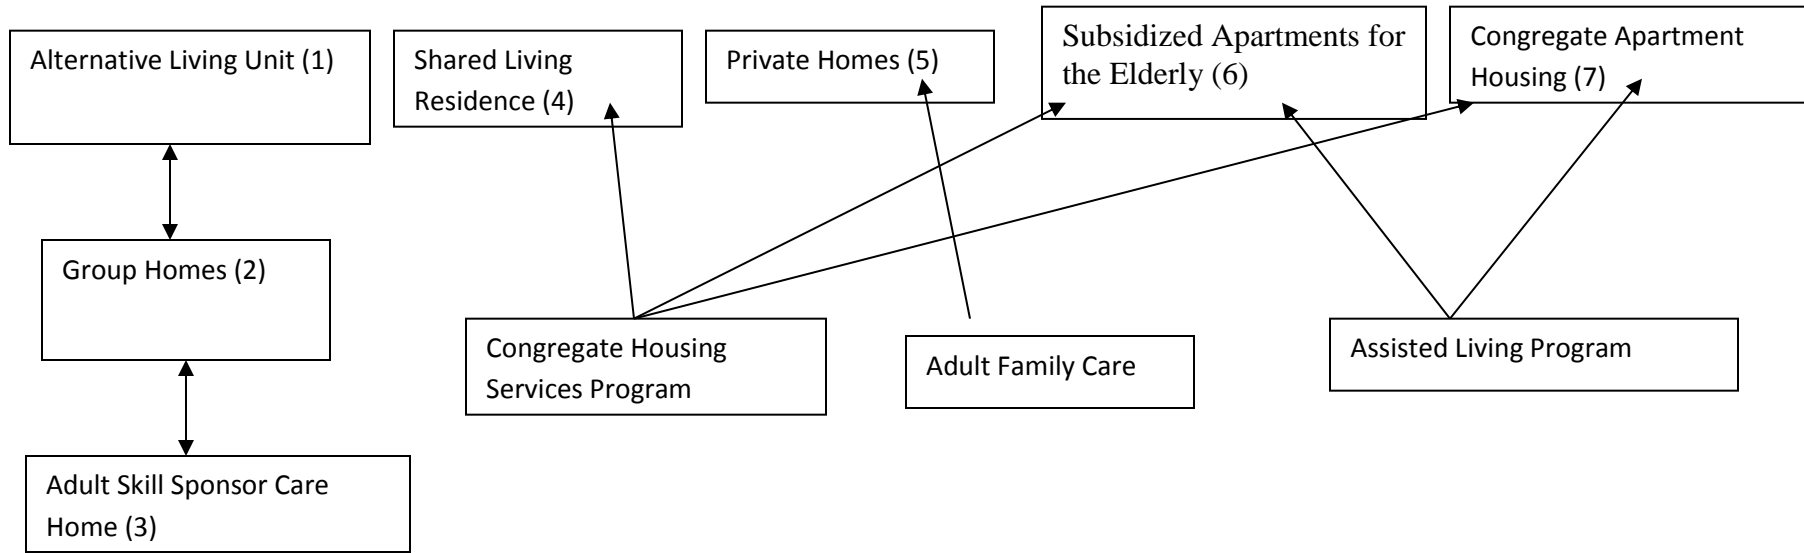 Alternative Living Unit (1)
Shared Living
Residence (4)
Private Homes (5)
Subsidized Apartments for
the Elderly (6)
Congregate Apartment
Housing (7)
Group Homes (2)
Congregate Housing
Services Program
Adult Family Care
Assisted Living Program
Adult Skill Sponsor Care
Home (3)